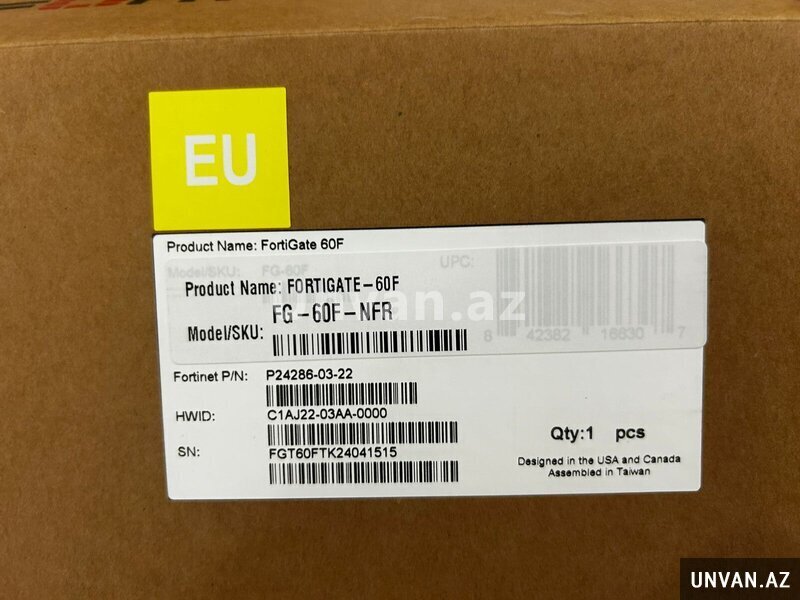 EU
Product Name: FortiGate 60F
Model/SKU: FG-60F UPC:
Product Name: FORTIGATE-60F
unvan.az
FG-60F-NFR
Model/SKU:
8 42382 16630 7
Fortinet P/N: P24286-03-22
HWID: C1AJ22-03AA-0000
Qty:1 pcs
SN: FGT60FTK24041515
Designed in the USA and Canada
Assembled in Taiwan
UNVAN.AZ